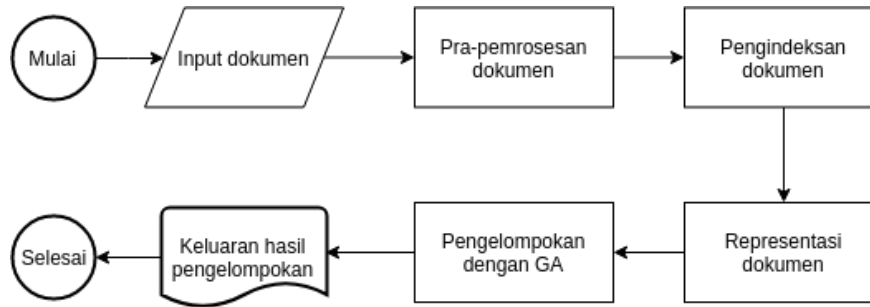 Mulai
Input dokumen
Pra-pemrosesan
dokumen
Pengindeksan
dokumen
Representasi
dokumen
Pengelompokan
dengan GA
Keluaran hasil
pengelompokan
Selesai